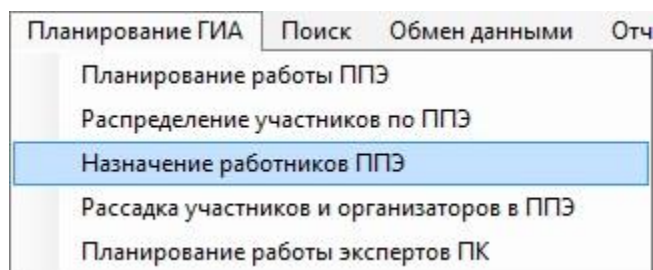 Планирование ГИА Поиск Обмен данными Отч
Планирование работы ППЭ
Распределение участников по ППЭ
Назначение работников ППЭ
Рассадка участников и организаторов в ППЭ
Планирование работы экспертов ПК